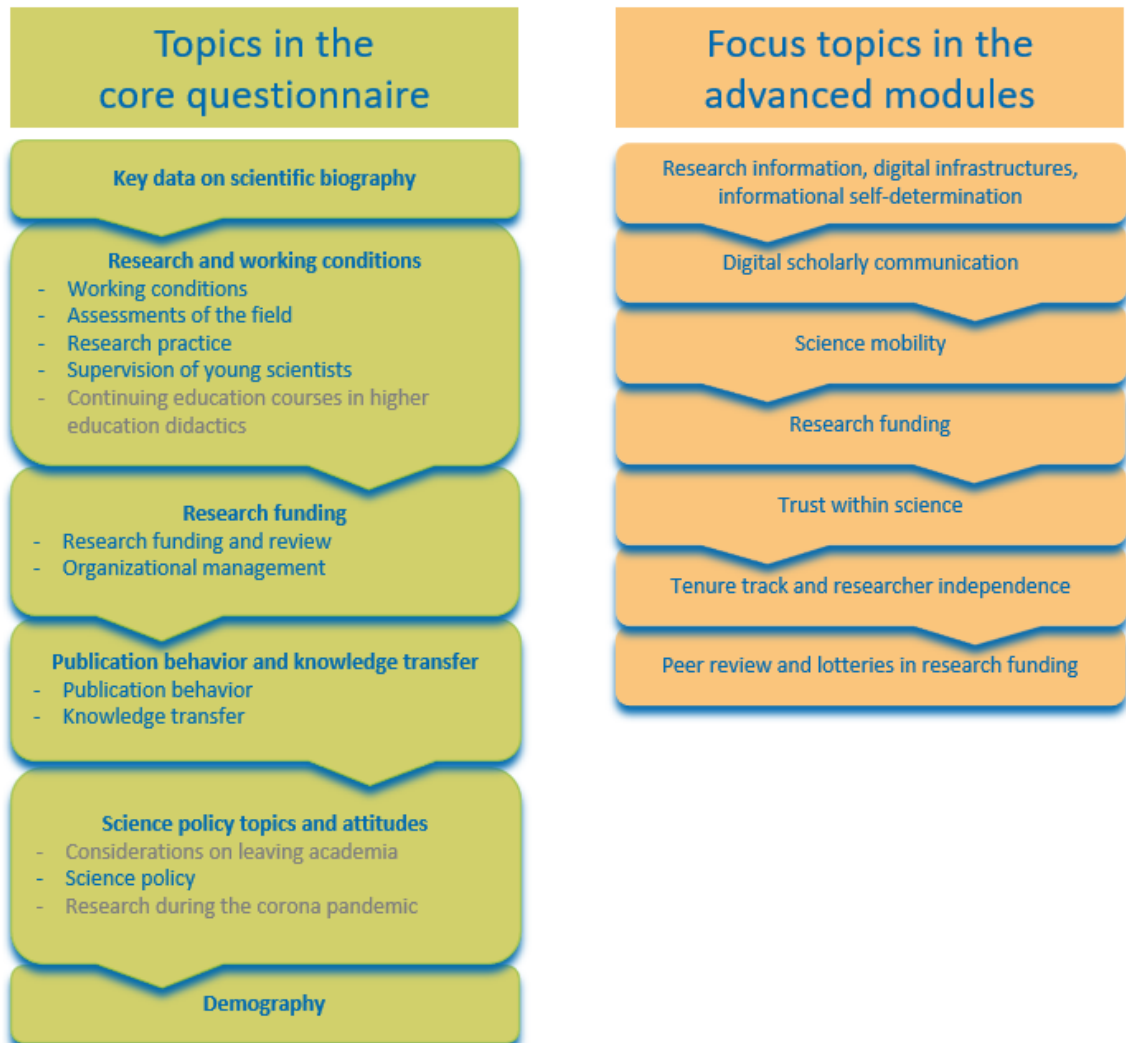 Topics in the
core questionnaire
Key data on scientific biography
Research and working conditions
- Working conditions
- Assessments of the field
- Research practice
- Supervision of young scientists
- Continuing education courses in higher
education didactics
Research funding
- Research funding and review
- Organizational management
Publication behavior and knowledge transfer
- Publication behavior
- Knowledge transfer
Science policy topics and attitudes
- Considerations on leaving academia
- Science policy
- Research during the corona pandemic
Demography
Focus topics in the
advanced modules
Research information, digital infrastructures,
informational self-determination
Digital scholarly communication
Science mobility
Research funding
Trust within science
Tenure track and researcher independence
Peer review and lotteries in research funding